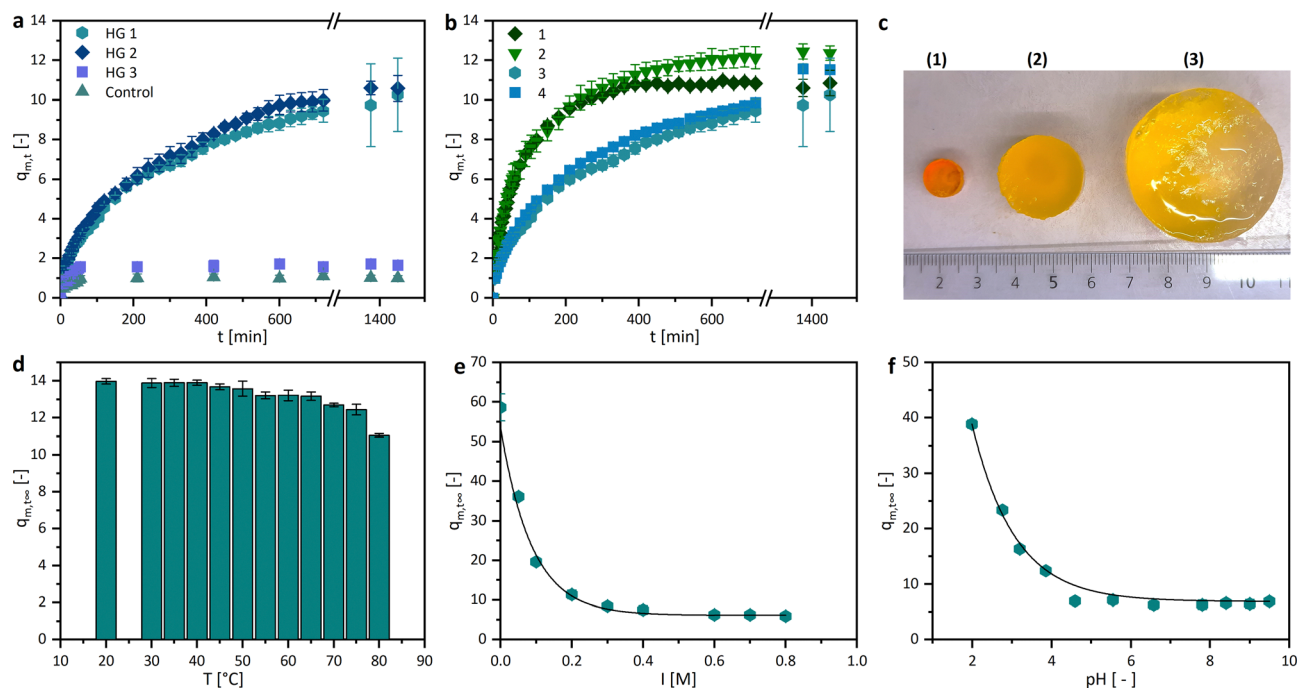 a
14
12
10
8
6
4
2
0
q_m,t [-]
HG 1
HG 2
HG 3
Control
0 200 400 600 1400
t [min]
b
14
12
10
8
6
4
2
0
q_m,t [-]
1
2
3
4
0 200 400 600 1400
t [min]
c
(1) (2) (3)
2 3 4 5 6 7 8 9 10 11
d
16
14
12
10
8
6
4
2
0
q_m,t∞ [-]
10 20 30 40 50 60 70 80 90
T [°C]
e
70
60
50
40
30
20
10
0
q_m,t∞ [-]
0.0 0.2 0.4 0.6 0.8 1.0
I [M]
f
50
40
30
20
10
0
q_m,t∞ [-]
2 4 6 8 10
pH [ - ]